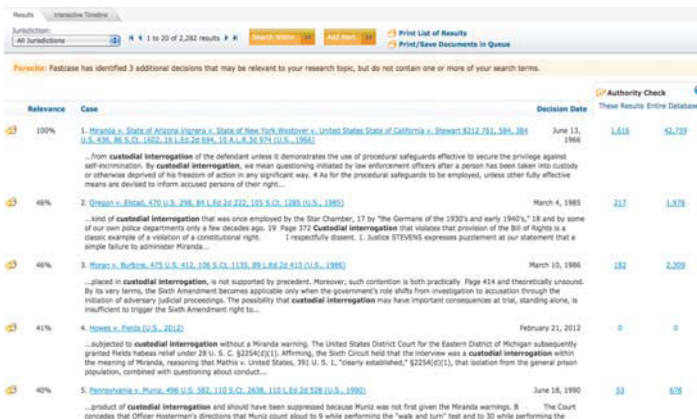 Results Interactive Timeline
Jurisdiction:
All Jurisdictions 1 to 20 of 2,282 results Search Within Add Alert Print List of Results
Print/Save Documents in Queue
Forecite: Fastcase has identified 3 additional decisions that may be relevant to your research topic, but do not contain one or more of your search terms.
Authority Check
Relevance Case Decision Date These Results Entire Database
100% 1. Miranda v. State of Arizona Vignera v. State of New York Westover v. United States State of California v. Stewart 8212 761, 584, 384 June 13, 1,616 42,759
U.S. 436, 86 S.Ct. 1602, 16 L.Ed.2d 694, 10 A.L.R.3d 974 (U.S., 1966) 1966
...from custodial interrogation of the defendant unless it demonstrates the use of procedural safeguards effective to secure the privilege against
self-incrimination. By custodial interrogation, we mean questioning initiated by law enforcement officers after a person has been taken into custody
or otherwise deprived of his freedom of action in any significant way. 4 As for the procedural safeguards to be employed, unless other fully effective
means are devised to inform accused persons of their right...
46% 2. Oregon v. Elstad, 470 U.S. 298, 84 L.Ed.2d 222, 105 S.Ct. 1285 (U.S., 1985) March 4, 1985 217 1,976
...kind of custodial interrogation that was once employed by the Star Chamber, 17 by "the Germans of the 1930's and early 1940's," 18 and by some
of our own police departments only a few decades ago. 19 Page 372 Custodial interrogation that violates that provision of the Bill of Rights is a
classic example of a violation of a constitutional right. I respectfully dissent. 1. Justice STEVENS expresses puzzlement at our statement that a
simple failure to administer Miranda...
46% 3. Moran v. Burbine, 475 U.S. 412, 106 S.Ct. 1135, 89 L.Ed.2d 410 (U.S., 1986) March 10, 1986 192 2,309
...placed in custodial interrogation, is not supported by precedent. Moreover, such contention is both practically Page 414 and theoretically unsound.
By its very terms, the Sixth Amendment becomes applicable only when the government's role shifts from investigation to accusation through the
initiation of adversary judicial proceedings. The possibility that custodial interrogation may have important consequences at trial, standing alone, is
insufficient to trigger the Sixth Amendment right to...
41% 4. Howes v. Fields (U.S., 2012) February 21, 2012 0 0
...subjected to custodial interrogation without a Miranda warning. The United States District Court for the Eastern District of Michigan subsequently
granted Fields habeas relief under 28 U. S. C. §2254(d)(1). Affirming, the Sixth Circuit held that the interview was a custodial interrogation within
the meaning of Miranda, reasoning that Mathis v. United States, 391 U. S. 1, "clearly established," §2254(d)(1), that isolation from the general prison
population, combined with questioning about conduct...
40% 5. Pennsylvania v. Muniz, 496 U.S. 582, 110 S.Ct. 2638, 110 L.Ed.2d 528 (U.S., 1990) June 18, 1990 53 678
...product of custodial interrogation and should have been suppressed because Muniz was not first given the Miranda warnings. B The Court
concedes that Officer Hosterman's directions that Muniz count aloud to 9 while performing the "walk and turn" test and to 30 while performing the